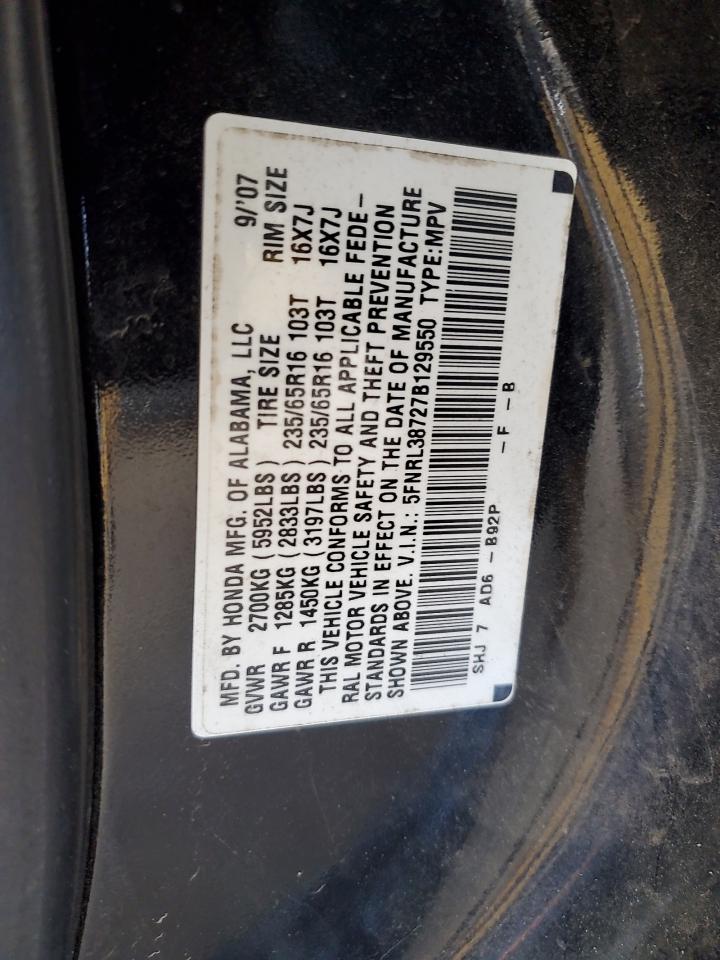 MFD. BY HONDA MFG. OF ALABAMA, LLC 9/'07
GVWR 2700KG (5952LBS) TIRE SIZE RIM SIZE
GAWR F 1285KG (2833LBS) 235/65R16 103T 16X7J
GAWR R 1450KG (3197LBS) 235/65R16 103T 16X7J
THIS VEHICLE CONFORMS TO ALL APPLICABLE FEDE-
RAL MOTOR VEHICLE SAFETY AND THEFT PREVENTION
STANDARDS IN EFFECT ON THE DATE OF MANUFACTURE
SHOWN ABOVE. V.I.N.: 5FNRL38727B129550 TYPE:MPV
SHJ 7 AD6 - B92P - F - B